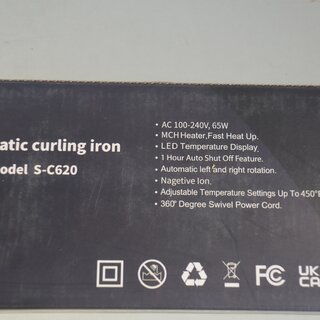 atic curling iron
odel S-C620
• AC 100-240V, 65W
• MCH Heater,Fast Heat Up.
• LED Temperature Display.
• 1 Hour Auto Shut Off Feature.
• Automatic left and right rotation.
• Nagetive Ion.
• Adjustable Temperature Settings Up To 450°F
• 360° Degree Swivel Power Cord.
FC
UK
CA